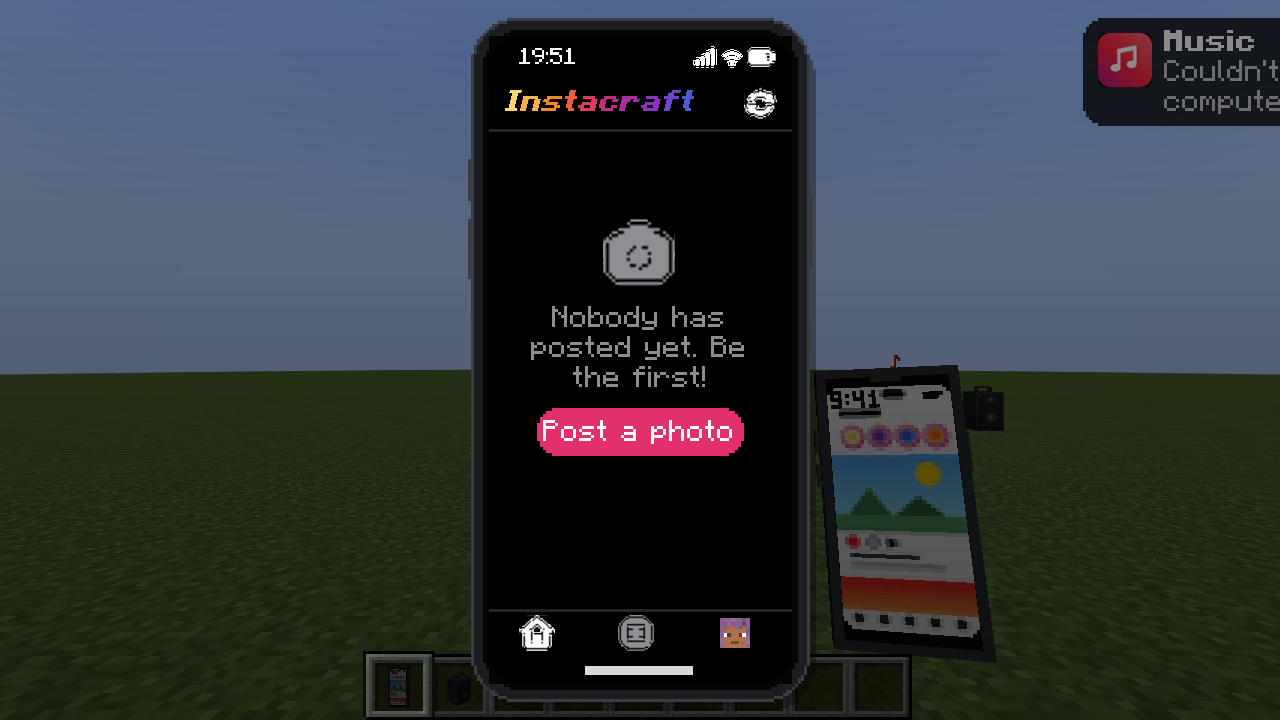 19:51
Instacraft
Nobody has
posted yet. Be
the first!
Post a photo
Music
Couldn't
compute
9:41